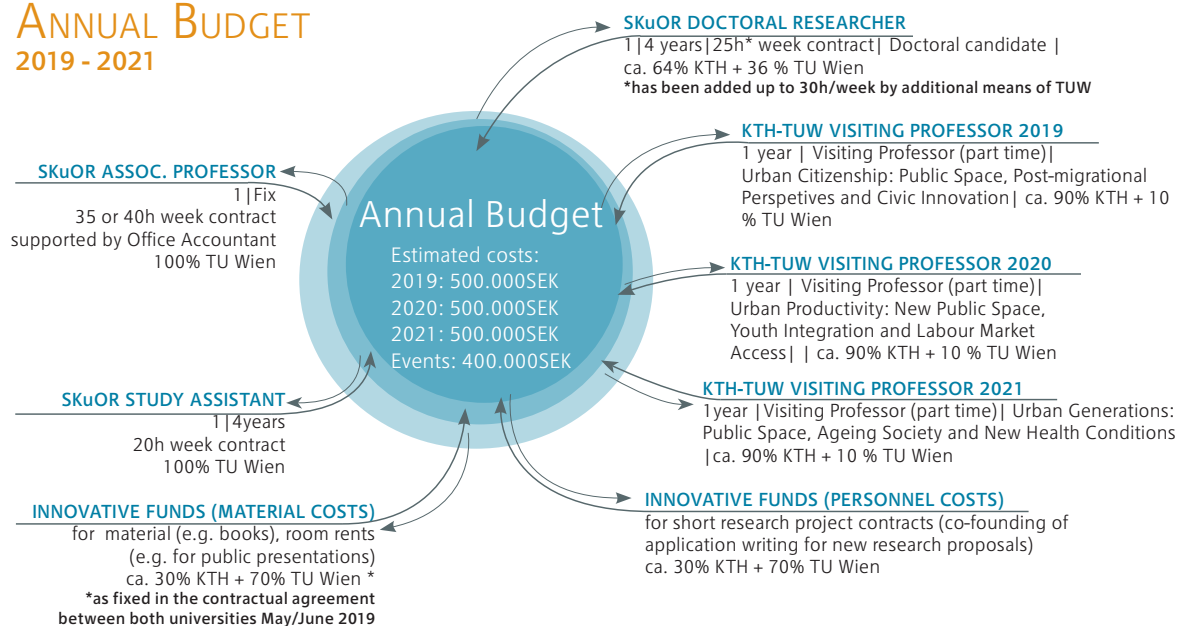 ANNUAL BUDGET
2019 - 2021
SKuOR DOCTORAL RESEARCHER
1|4 years|25h* week contract| Doctoral candidate |
ca. 64% KTH + 36 % TU Wien
*has been added up to 30h/week by additional means of TUW
KTH-TUW VISITING PROFESSOR 2019
1 year | Visiting Professor (part time)|
Urban Citizenship: Public Space, Post-migrational
Perspetives and Civic Innovation| ca. 90% KTH + 10
% TU Wien
SKuOR ASSOC. PROFESSOR
1|Fix
35 or 40h week contract
supported by Office Accountant
100% TU Wien
Annual Budget
Estimated costs:
2019: 500.000SEK
2020: 500.000SEK
2021: 500.000SEK
Events: 400.000SEK
KTH-TUW VISITING PROFESSOR 2020
1 year | Visiting Professor (part time)|
Urban Productivity: New Public Space,
Youth Integration and Labour Market
Access| | ca. 90% KTH + 10 % TU Wien
KTH-TUW VISITING PROFESSOR 2021
1year |Visiting Professor (part time)| Urban Generations:
Public Space, Ageing Society and New Health Conditions
|ca. 90% KTH + 10 % TU Wien
SKuOR STUDY ASSISTANT
1|4years
20h week contract
100% TU Wien
INNOVATIVE FUNDS (MATERIAL COSTS)
for material (e.g. books), room rents
(e.g. for public presentations)
ca. 30% KTH + 70% TU Wien *
*as fixed in the contractual agreement
between both universities May/June 2019
INNOVATIVE FUNDS (PERSONNEL COSTS)
for short research project contracts (co-founding of
application writing for new research proposals)
ca. 30% KTH + 70% TU Wien